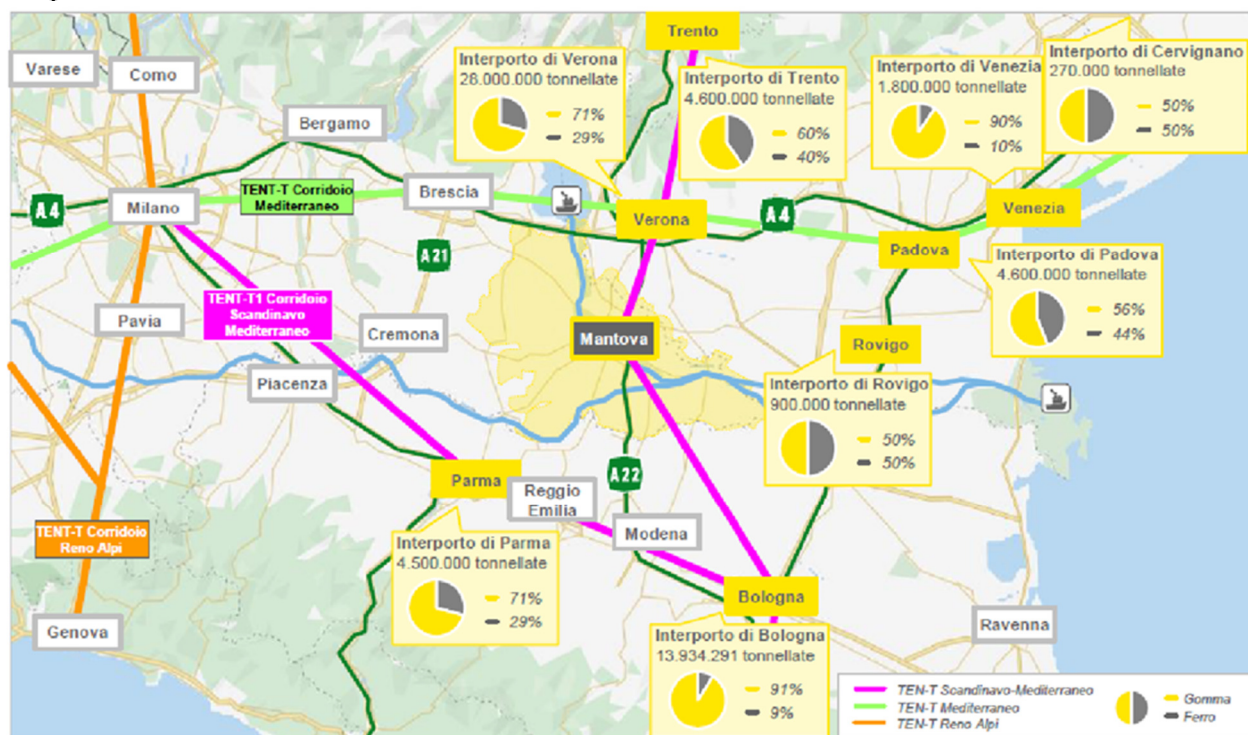 Trento
Varese
Como
Interporto di Verona
28.000.000 tonnellate
71%
29%
Interporto di Trento
4.600.000 tonnellate
60%
40%
Interporto di Venezia
1.800.000 tonnellate
90%
10%
Interporto di Cervignano
270.000 tonnellate
50%
50%
Bergamo
A4
Milano
TENT-T Corridoio
Mediterraneo
Brescia
Verona
A4
Venezia
Padova
A21
Interporto di Padova
4.600.000 tonnellate
56%
44%
TENT-T1 Corridoio
Scandinavo
Mediterraneo
Pavia
Cremona
Mantova
Rovigo
Piacenza
Interporto di Rovigo
900.000 tonnellate
50%
50%
Parma
Reggio
Emilia
A22
Modena
TENT-T Corridoio
Reno Alpi
Interporto di Parma
4.500.000 tonnellate
71%
29%
Bologna
Genova
Ravenna
Interporto di Bologna
13.934.291 tonnellate
91%
9%
TEN-T Scandinavo-Mediterraneo
TEN-T Mediterraneo
TEN-T Reno Alpi
Gomma
Ferro